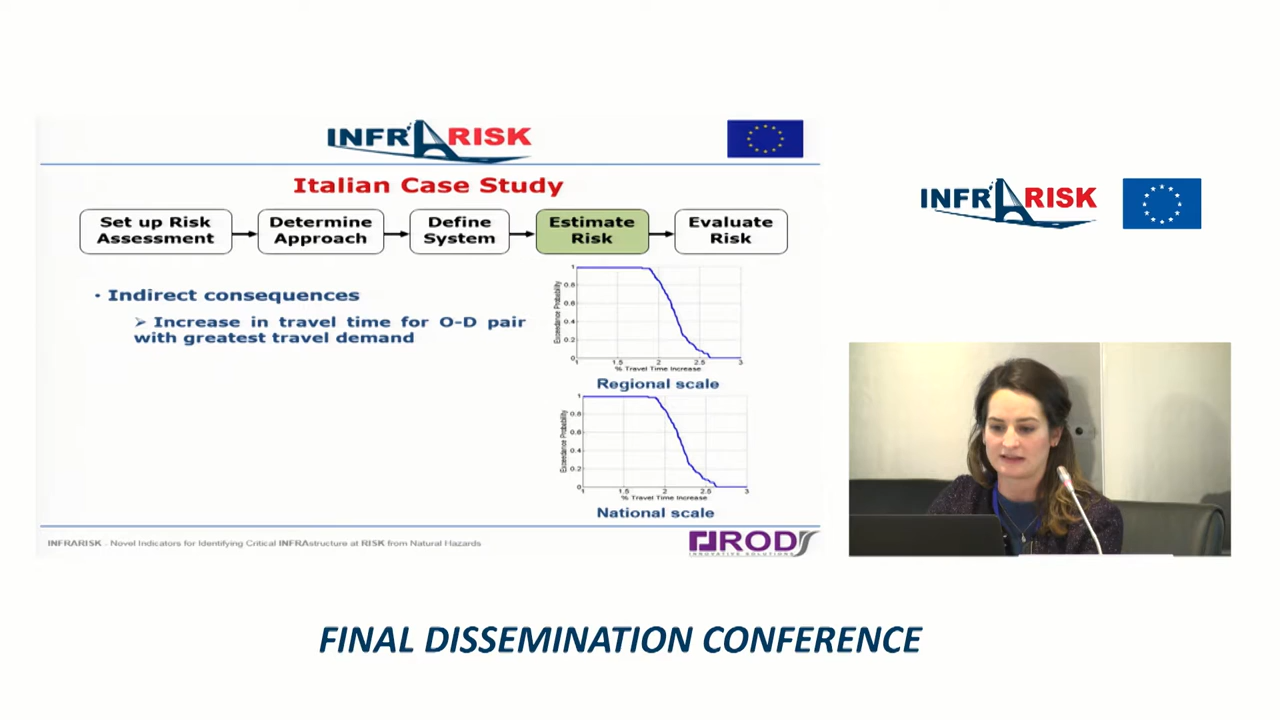 INFRARISK
Italian Case Study
Set up Risk
Assessment
Determine
Approach
Define
System
Estimate
Risk
Evaluate
Risk
• Indirect consequences
➢ Increase in travel time for O-D pair
with greatest travel demand
Exceedance Probability
1
0.8
0.6
0.4
0.2
0
1 1.5 2 2.5 3
% Travel Time Increase
Regional scale
Exceedance Probability
1
0.8
0.6
0.4
0.2
0
1 1.5 2 2.5 3
% Travel Time Increase
National scale
INFRARISK - Novel Indicators for Identifying Critical INFRAstructure at RISK from Natural Hazards
ROD
INNOVATIVE SOLUTIONS
INFRARISK
FINAL DISSEMINATION CONFERENCE